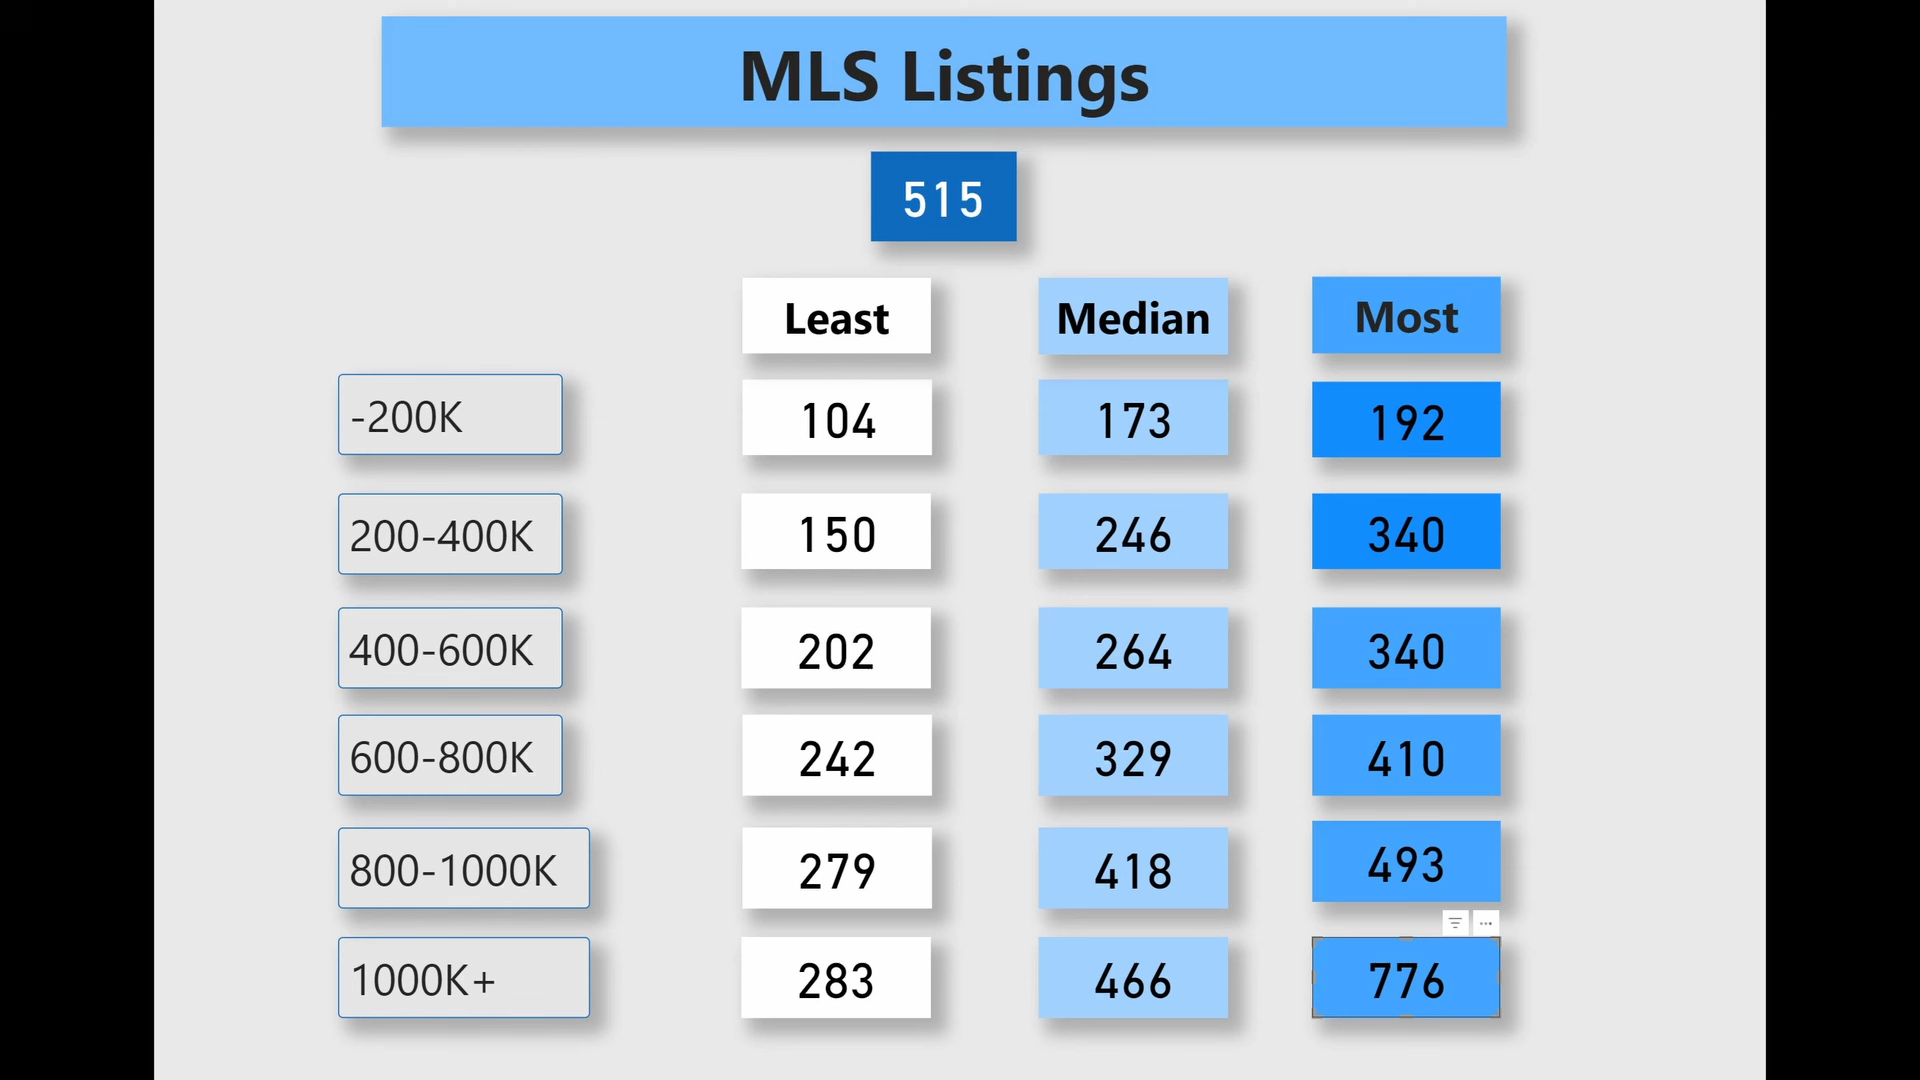 MLS Listings
515
Least Median Most
-200K 104 173 192
200-400K 150 246 340
400-600K 202 264 340
600-800K 242 329 410
800-1000K 279 418 493
1000K+ 283 466 776